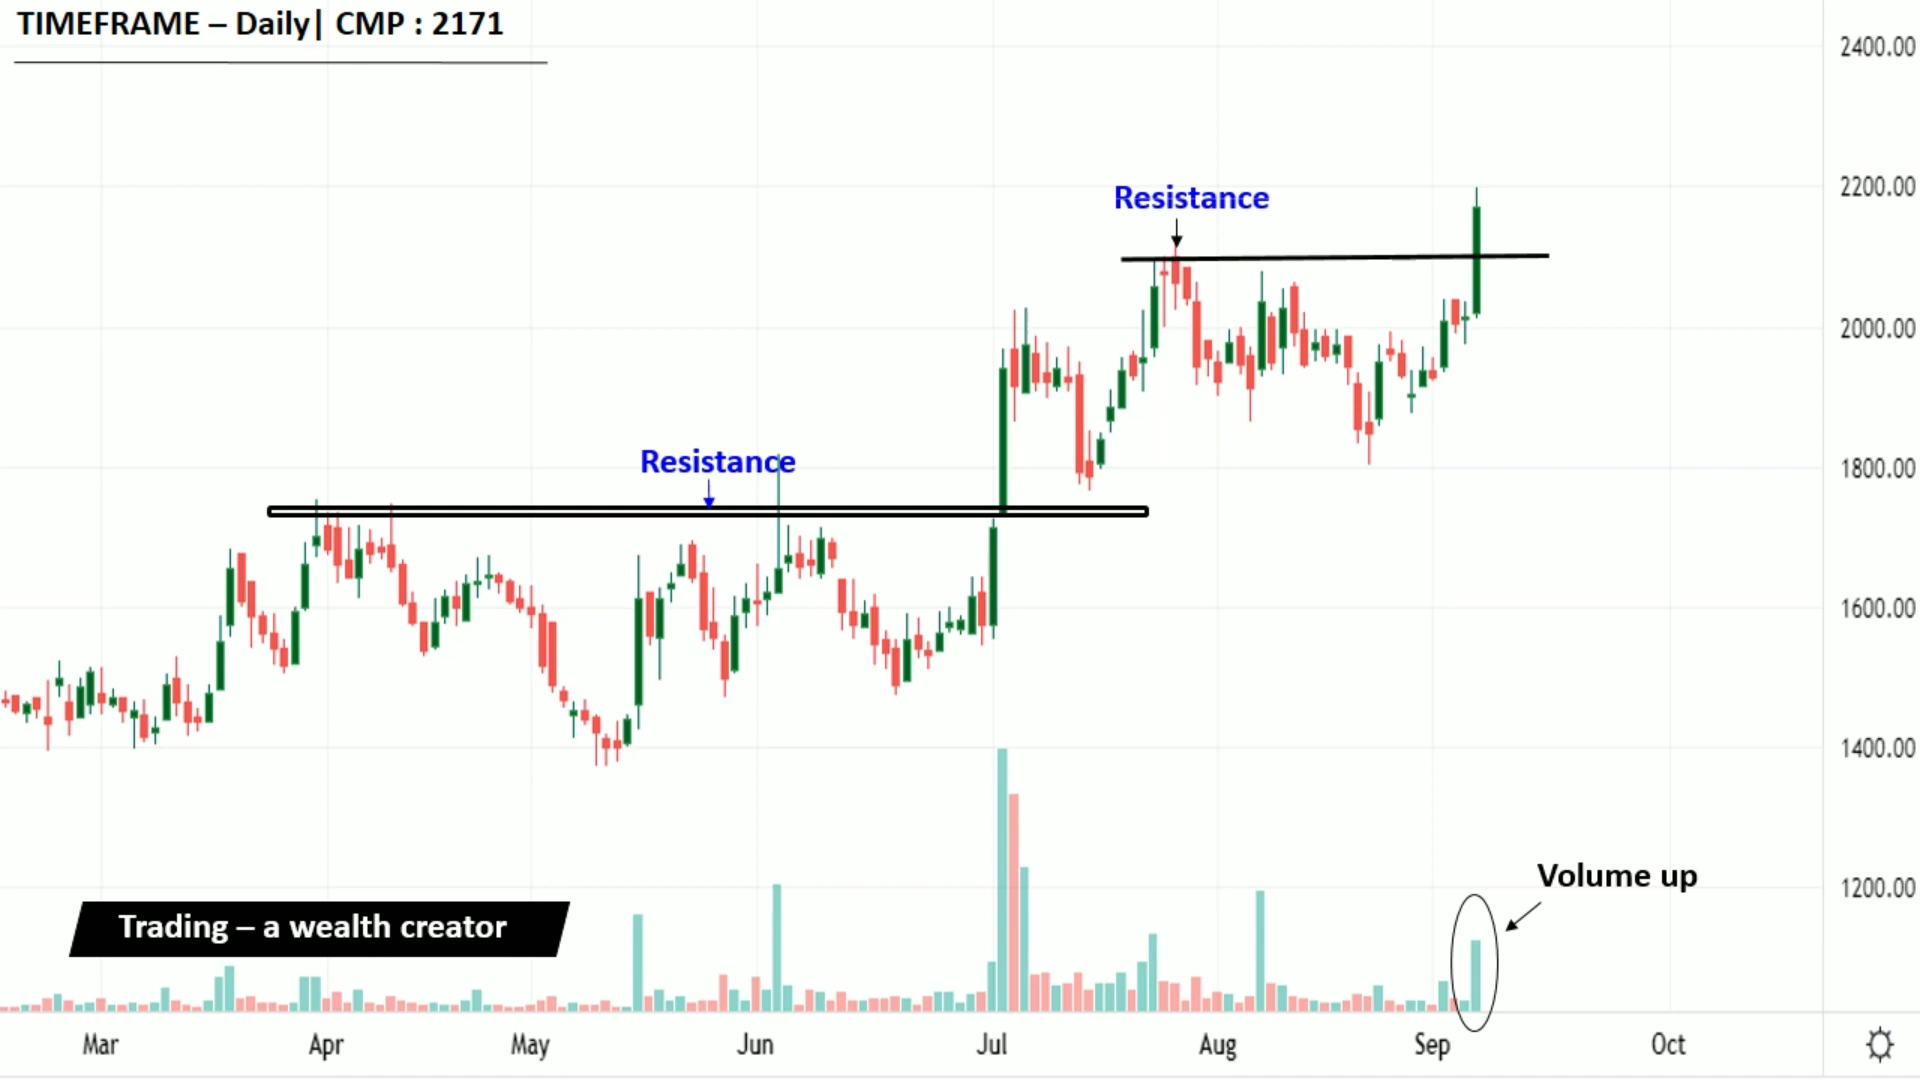 TIMEFRAME – Daily| CMP : 2171
2400.00
2200.00
Resistance
2000.00
1800.00
Resistance
1600.00
1400.00
1200.00
Volume up
Trading – a wealth creator
Mar Apr May Jun Jul Aug Sep Oct